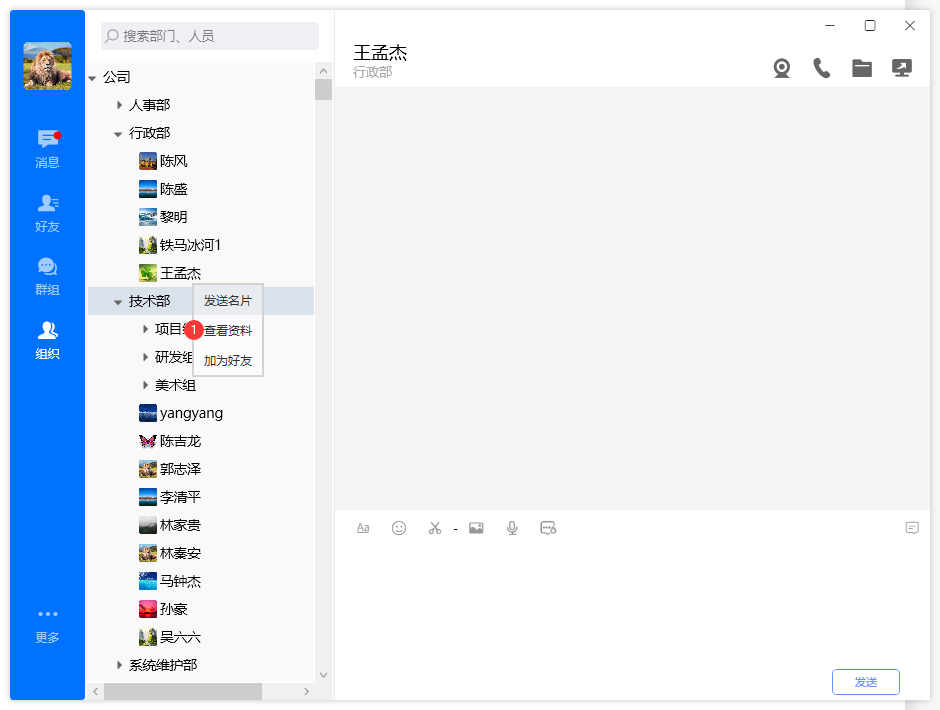 搜索部门、人员
公司
人事部
行政部
陈风
陈盛
黎明
铁马冰河1
王孟杰
技术部
项目
研发组
美术组
yangyang
陈吉龙
郭志泽
李清平
林家贵
林秦安
马钟杰
孙豪
吴六六
系统维护部
消息
好友
群组
组织
更多
发送名片
1 查看资料
加为好友
王孟杰
行政部
Aa
发送